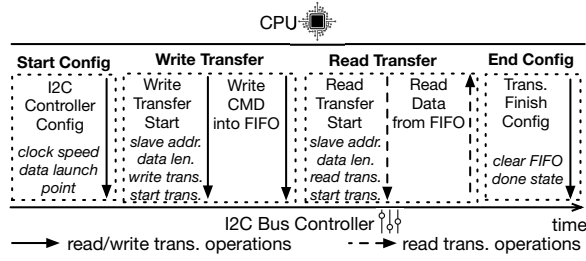 CPU
Start Config
Write Transfer
Read Transfer
End Config
I2C
Controller
Config
clock speed
data launch
point
Write
Transfer
Start
slave addr.
data len.
write trans.
start trans.
Write
CMD
into FIFO
Read
Transfer
Start
slave addr.
data len.
read trans.
start trans.
Read
Data
from FIFO
Trans.
Finish
Config
clear FIFO
done state
I2C Bus Controller
time
read/write trans. operations
read trans. operations